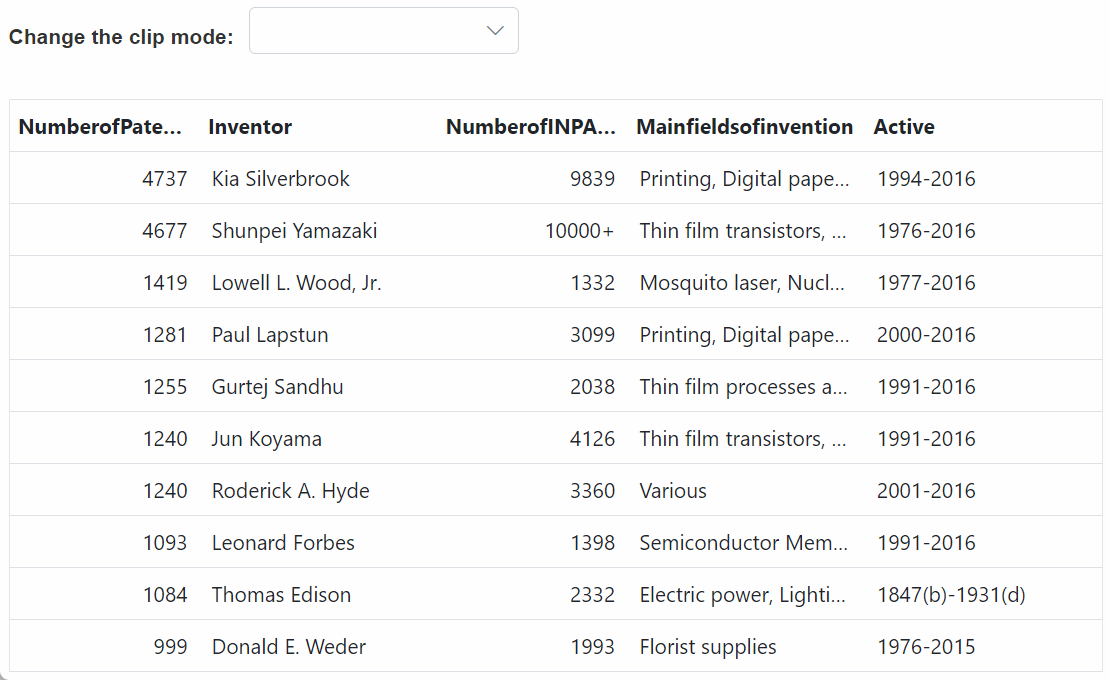 Change the clip mode:
NumberofPate... Inventor NumberofINPA... Mainfieldsofinvention Active
4737 Kia Silverbrook 9839 Printing, Digital pape... 1994-2016
4677 Shunpei Yamazaki 10000+ Thin film transistors, ... 1976-2016
1419 Lowell L. Wood, Jr. 1332 Mosquito laser, Nucl... 1977-2016
1281 Paul Lapstun 3099 Printing, Digital pape... 2000-2016
1255 Gurtej Sandhu 2038 Thin film processes a... 1991-2016
1240 Jun Koyama 4126 Thin film transistors, ... 1991-2016
1240 Roderick A. Hyde 3360 Various 2001-2016
1093 Leonard Forbes 1398 Semiconductor Mem... 1991-2016
1084 Thomas Edison 2332 Electric power, Lighti... 1847(b)-1931(d)
999 Donald E. Weder 1993 Florist supplies 1976-2015